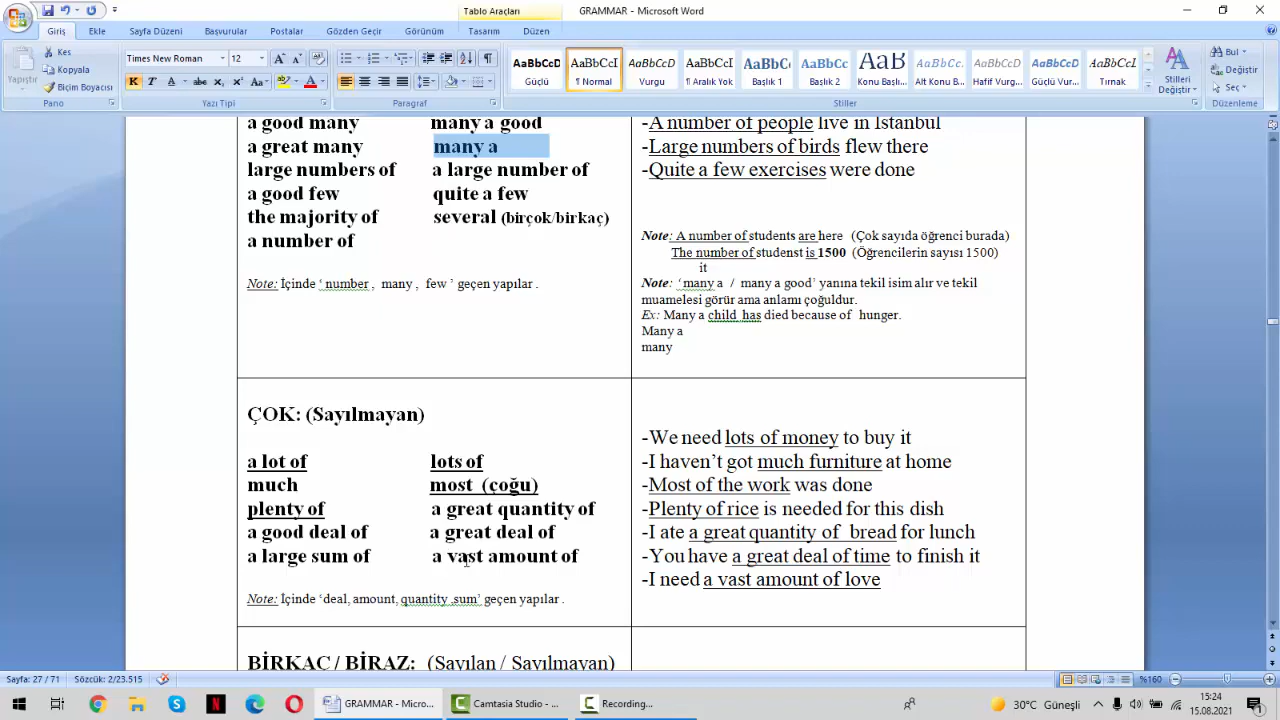 Tablo Araçları
GRAMMAR - Microsoft Word
Giriş Ekle Sayfa Düzeni Başvurular Postalar Gözden Geçir Görünüm Tasarım Düzen
Yapıştır
Kes
Kopyala
Biçim Boyacısı
Pano
Times New Roman 12
Yazı Tipi
Paragraf
AaBbCcD AaBbCcI AaBbCcD AaBbCcI AaBbC AaBbCc AaB AaBbCc. AaBbCcD AaBbCcD AaBbCcI
Güçlü ¶ Normal Vurgu ¶ Aralık Yok Başlık 1 Başlık 2 Konu Başlı... Alt Konu B... Hafif Vurg... Güçlü Vur... Tırnak
Stiller
Stilleri Değiştir
Bul
Değiştir
Seç
Düzenleme
a good many many a good
a great many many a
large numbers of a large number of
a good few quite a few
the majority of several (birçok/birkaç)
a number of
Note: İçinde ‘ number , many , few ’ geçen yapılar .
-A number of people live in Istanbul
-Large numbers of birds flew there
-Quite a few exercises were done
Note: A number of students are here (Çok sayıda öğrenci burada)
The number of studenst is 1500 (Öğrencilerin sayısı 1500)
it
Note: ‘many a / many a good’ yanına tekil isim alır ve tekil
muamelesi görür ama anlamı çoğuldur.
Ex: Many a child has died because of hunger.
Many a
many
ÇOK: (Sayılmayan)
a lot of lots of
much most (çoğu)
plenty of a great quantity of
a good deal of a great deal of
a large sum of a vast amount of
Note: İçinde ‘deal, amount, quantity ,sum’ geçen yapılar .
-We need lots of money to buy it
-I haven’t got much furniture at home
-Most of the work was done
-Plenty of rice is needed for this dish
-I ate a great quantity of bread for lunch
-You have a great deal of time to finish it
-I need a vast amount of love
BİRKAÇ / BİRAZ: (Sayılan / Sayılmayan)
Sayfa: 27 / 71 Sözcük: 2/23.515 %160
GRAMMAR - Micro... Camtasia Studio - ... Recording... 30°C Güneşli 15:24
15.08.2021